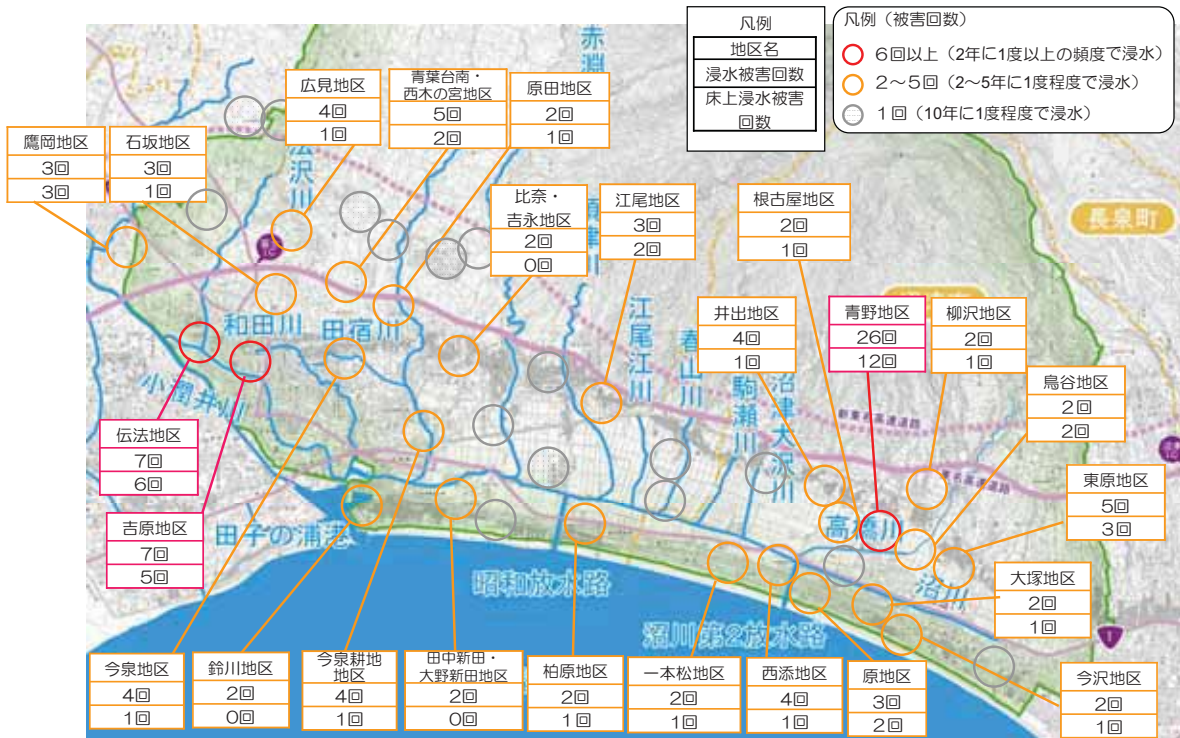 凡例
地区名
浸水被害回数
床上浸水被害
回数
凡例(被害回数)
6回以上(2年に1度以上の頻度で浸水)
2~5回(2~5年に1度程度で浸水)
1回(10年に1度程度で浸水)
広見地区
4回
1回
青葉台南・
西木の宮地区
5回
2回
原田地区
2回
1回
鷹岡地区
3回
3回
石坂地区
3回
1回
比奈・
吉永地区
2回
0回
江尾地区
3回
2回
根古屋地区
2回
1回
井出地区
4回
1回
青野地区
26回
12回
柳沢地区
2回
1回
鳥谷地区
2回
2回
東原地区
5回
3回
大塚地区
2回
1回
伝法地区
7回
6回
吉原地区
7回
5回
今泉地区
4回
1回
鈴川地区
2回
0回
今泉耕地
地区
4回
1回
田中新田・
大野新田地区
2回
0回
柏原地区
2回
1回
一本松地区
2回
1回
西添地区
4回
1回
原地区
3回
2回
今沢地区
2回
1回
長泉町
和田川
田宿川
小潤井川
江尾江川
春山川
駒瀬川
沼津大沢川
高橋川
沼川
田子の浦港
昭和放水路
沼川第2放水路
新東名高速道路
東名高速道路
1